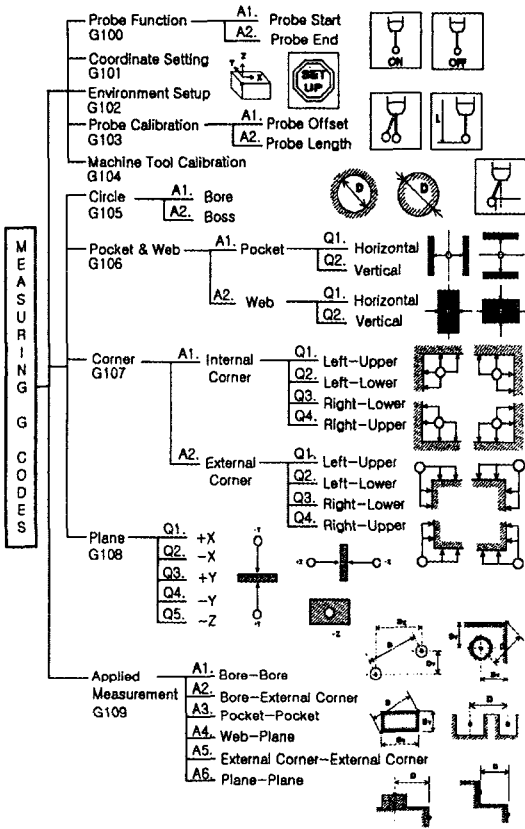 MEASURING G CODES
Probe Function
G100
A1. Probe Start
A2. Probe End
ON
OFF
Coordinate Setting
G101
Z
Y
X
SET
UP
Environment Setup
G102
Probe Calibration
G103
A1. Probe Offset
A2. Probe Length
L
Machine Tool Calibration
G104
Circle
G105
A1. Bore
A2. Boss
D
D
Pocket & Web
G106
A1. Pocket
Q1. Horizontal
Q2. Vertical
A2. Web
Q1. Horizontal
Q2. Vertical
Corner
G107
A1. Internal
Corner
Q1. Left-Upper
Q2. Left-Lower
Q3. Right-Lower
Q4. Right-Upper
A2. External
Corner
Q1. Left-Upper
Q2. Left-Lower
Q3. Right-Lower
Q4. Right-Upper
Plane
G108
Q1. +X
Q2. -X
Q3. +Y
Q4. -Y
Q5. -Z
-Y
+X
-X
+Y
-Z
Applied
Measurement
G109
A1. Bore-Bore
A2. Bore-External Corner
A3. Pocket-Pocket
A4. Web-Plane
A5. External Corner-External Corner
A6. Plane-Plane
D
D
D
D